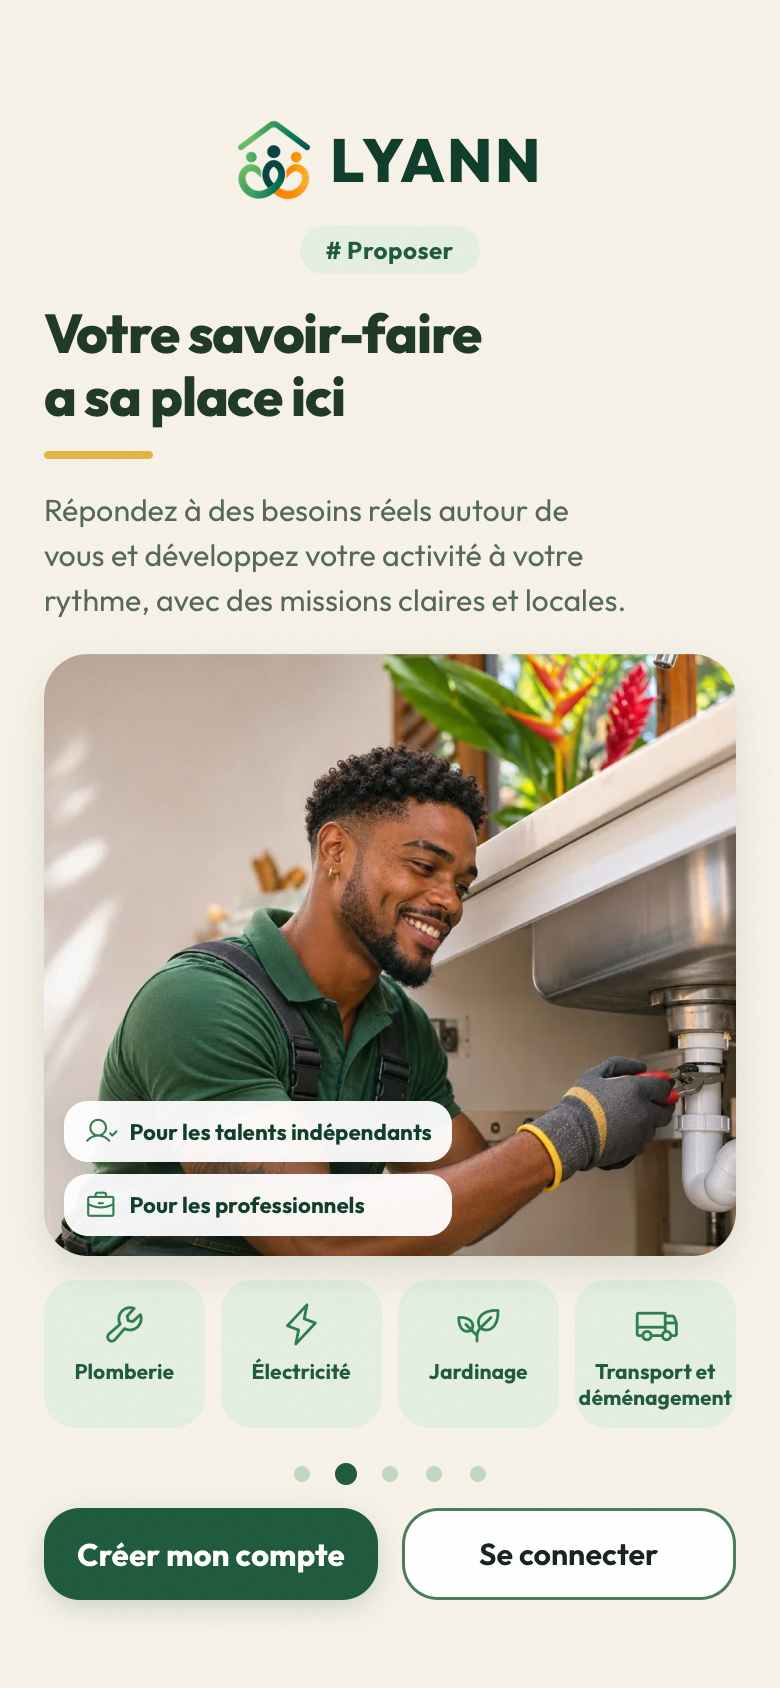 LYANN
# Proposer
Votre savoir-faire
a sa place ici
Répondez à des besoins réels autour de
vous et développez votre activité à votre
rythme, avec des missions claires et locales.
Pour les talents indépendants
Pour les professionnels
Plomberie
Électricité
Jardinage
Transport et
déménagement
Créer mon compte
Se connecter